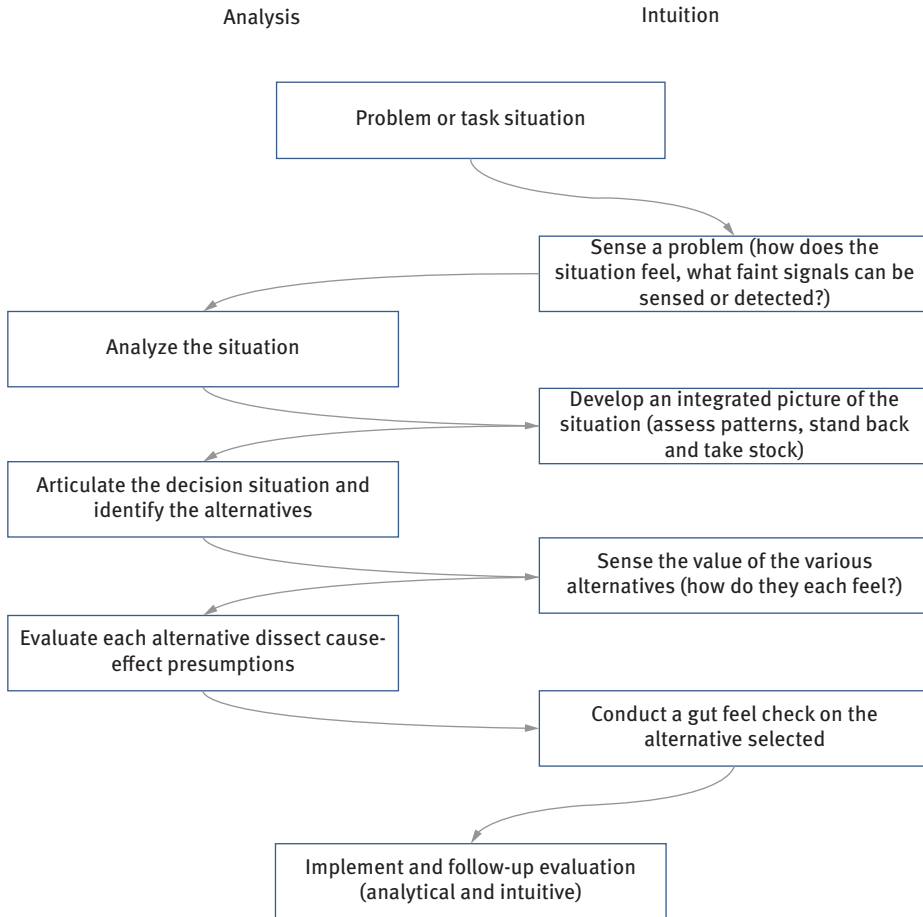 Analysis
Intuition
Problem or task situation
Sense a problem (how does the
situation feel, what faint signals can be
sensed or detected?)
Analyze the situation
Develop an integrated picture of the
situation (assess patterns, stand back
and take stock)
Articulate the decision situation and
identify the alternatives
Sense the value of the various
alternatives (how do they each feel?)
Evaluate each alternative dissect cause-
effect presumptions
Conduct a gut feel check on the
alternative selected
Implement and follow-up evaluation
(analytical and intuitive)